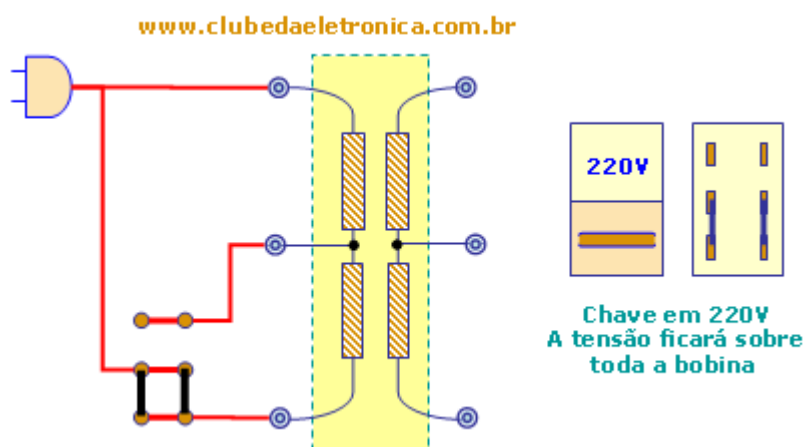 www.clubedaeletronica.com.br
220V
Chave em 220V
A tensão ficará sobre
toda a bobina